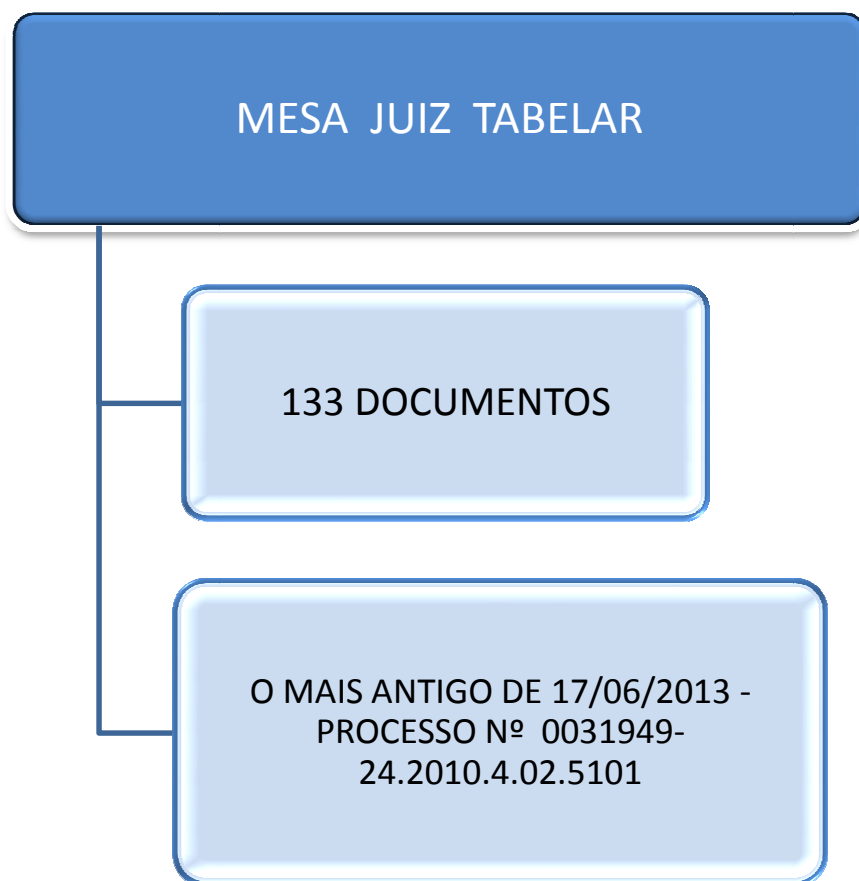 MESA JUIZ TABELAR
133 DOCUMENTOS
O MAIS ANTIGO DE 17/06/2013 -
PROCESSO Nº 0031949-
24.2010.4.02.5101